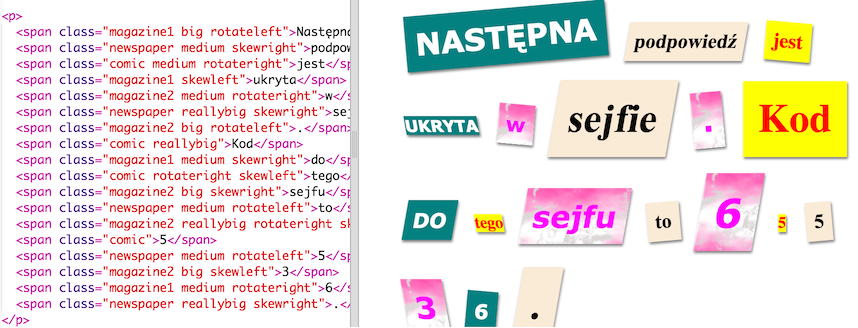 <p>
<span class="magazine1 big rotateleft">Następna
<span class="newspaper medium skewright">podpow
<span class="comic medium rotateright">jest</s
<span class="magazine1 skewleft">ukryta</span>
<span class="magazine2 medium rotateright">w</s
<span class="newspaper reallybig skewright">sej
<span class="magazine2 big rotateleft">.</span>
<span class="comic reallybig">Kod</span>
<span class="magazine1 medium skewright">do</span
<span class="comic rotateright skewleft">tego</
<span class="magazine2 big skewright">sejfu</sp
<span class="newspaper medium rotateleft">to</s
<span class="magazine2 reallybig rotateright sk
<span class="comic">5</span>
<span class="newspaper medium rotateleft">5</sp
<span class="magazine2 big skewleft">3</span>
<span class="magazine1 medium rotateright">6</s
<span class="newspaper reallybig skewright">.</
</p>
NASTĘPNA podpowiedź jest
UKRYTA w sejfie . Kod
DO tego sejfu to 6 5 5
3 6 .